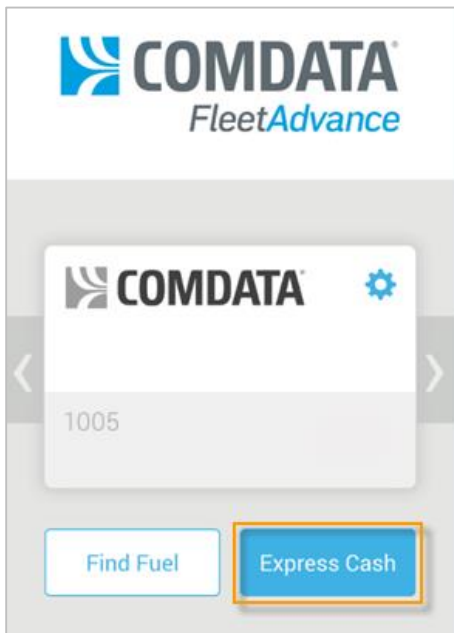 COMDATA
FleetAdvance
COMDATA
1005
Find Fuel
Express Cash